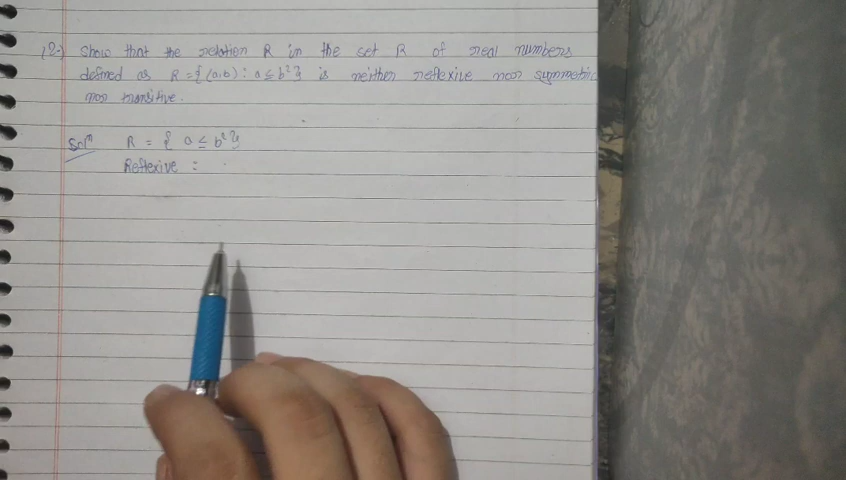 (2.) Show that the relation R in the set R of real numbers
defined as R = { (a,b) : a ≤ b² } is neither reflexive nor symmetric
nor transitive.
Solⁿ R = { a ≤ b² }
Reflexive :